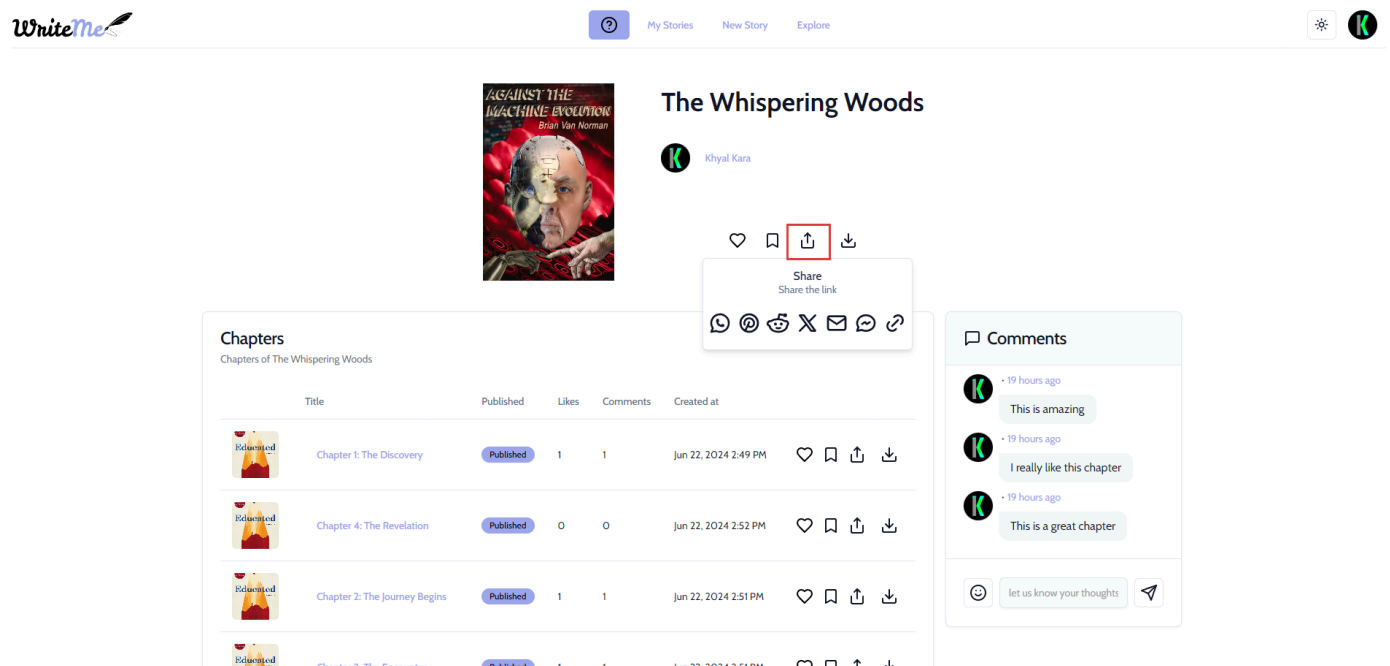 WriteMe
My Stories
New Story
Explore
AGAINST THE
MACHINE EVOLUTION
Brian Van Norman
The Whispering Woods
Khyal Kara
Share
Share the link
Chapters
Chapters of The Whispering Woods
Title Published Likes Comments Created at
Educated
Chapter 1: The Discovery Published 1 1 Jun 22, 2024 2:49 PM
Educated
Chapter 4: The Revelation Published 0 0 Jun 22, 2024 2:52 PM
Educated
Chapter 2: The Journey Begins Published 1 1 Jun 22, 2024 2:51 PM
Educated
Comments
• 19 hours ago
This is amazing
• 19 hours ago
I really like this chapter
• 19 hours ago
This is a great chapter
let us know your thoughts